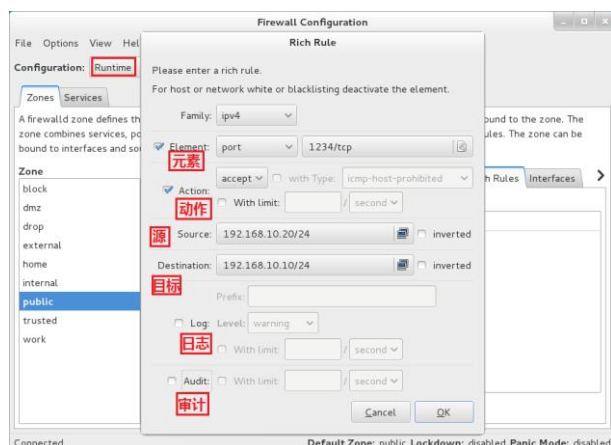 Firewall Configuration
File Options View Hel
Rich Rule
Configuration: Runtime
Please enter a rich rule.
For host or network white or blacklisting deactivate the element.
Zones Services
Family: ipv4
A firewalld zone defines th
zone combines services, po
bound to interfaces and sou
ound to the zone. The
ules. The zone can be
Element: port 1234/tcp
元素
Zone
block
dmz
drop
external
home
internal
public
trusted
work
h Rules Interfaces
Action: accept with Type: icmp-host-prohibited
动作
With limit: / second
源 Source: 192.168.10.20/24 inverted
Destination: 192.168.10.10/24 inverted
目标
Prefix:
Log: Level: warning
日志
With limit: / second
Audit: With limit: / second
审计
Cancel OK
Connected
Default Zone: public Lockdown: disabled Panic Mode: disabled